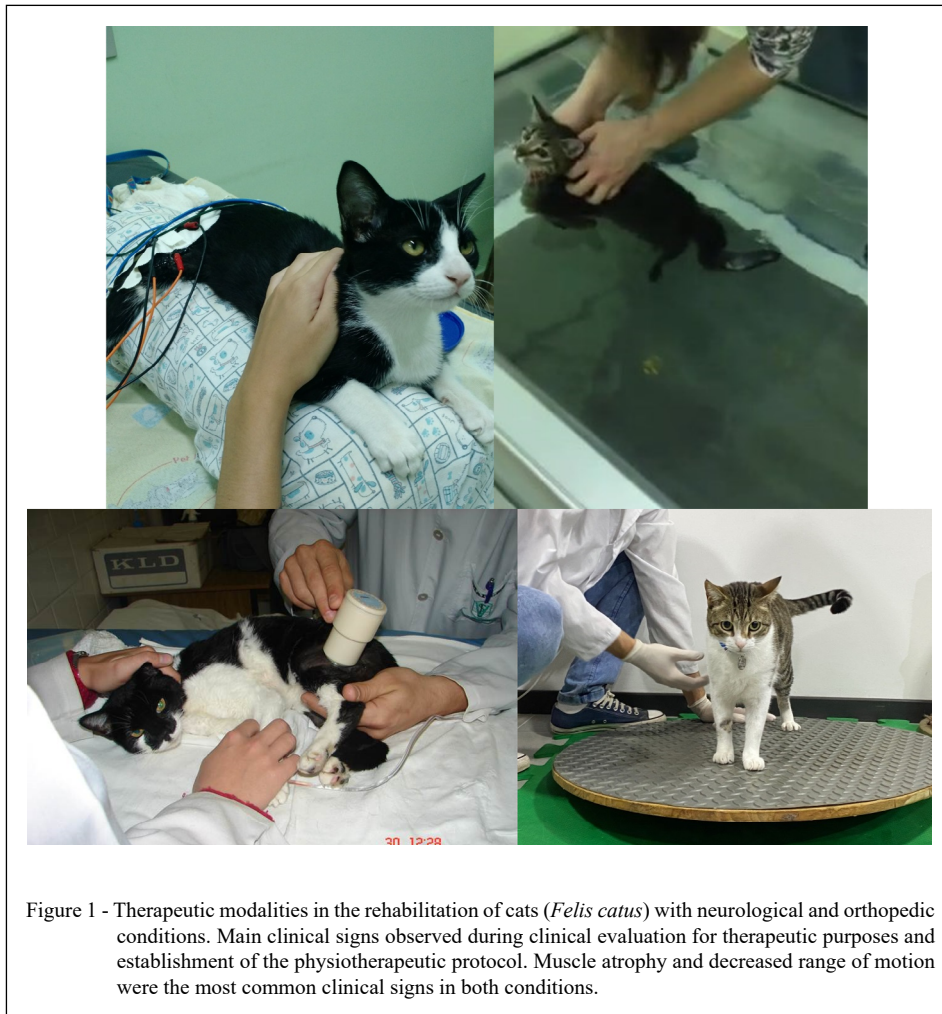 KLD
30 12:28
Figure 1 - Therapeutic modalities in the rehabilitation of cats (Felis catus) with neurological and orthopedic
conditions. Main clinical signs observed during clinical evaluation for therapeutic purposes and
establishment of the physiotherapeutic protocol. Muscle atrophy and decreased range of motion
were the most common clinical signs in both conditions.